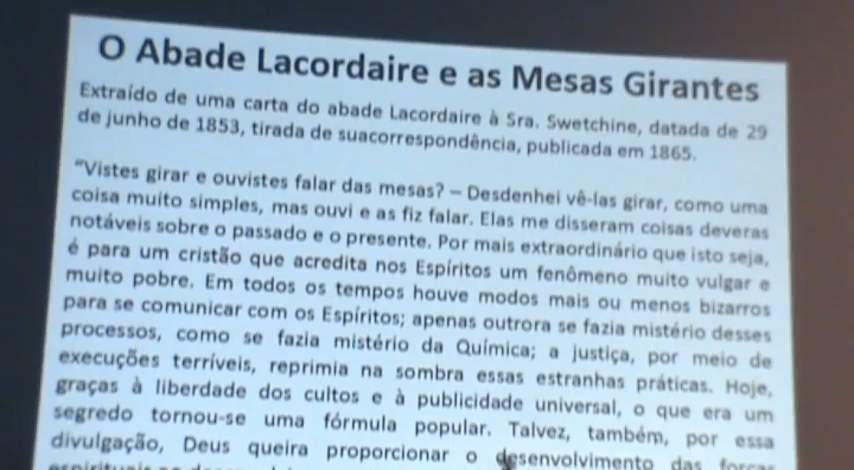 O Abade Lacordaire e as Mesas Girantes
Extraído de uma carta do abade Lacordaire à Sra. Swetchine, datada de 29
de junho de 1853, tirada de suacorrespondência, publicada em 1865.
"Vistes girar e ouvistes falar das mesas? – Desdenhei vê-las girar, como uma
coisa muito simples, mas ouvi e as fiz falar. Elas me disseram coisas deveras
notáveis sobre o passado e o presente. Por mais extraordinário que isto seja,
é para um cristão que acredita nos Espíritos um fenômeno muito vulgar e
muito pobre. Em todos os tempos houve modos mais ou menos bizarros
para se comunicar com os Espíritos; apenas outrora se fazia mistério desses
processos, como se fazia mistério da Química; a justiça, por meio de
execuções terríveis, reprimia na sombra essas estranhas práticas. Hoje,
graças à liberdade dos cultos e à publicidade universal, o que era um
segredo tornou-se uma fórmula popular. Talvez, também, por essa
divulgação, Deus queira proporcionar o desenvolvimento das forças